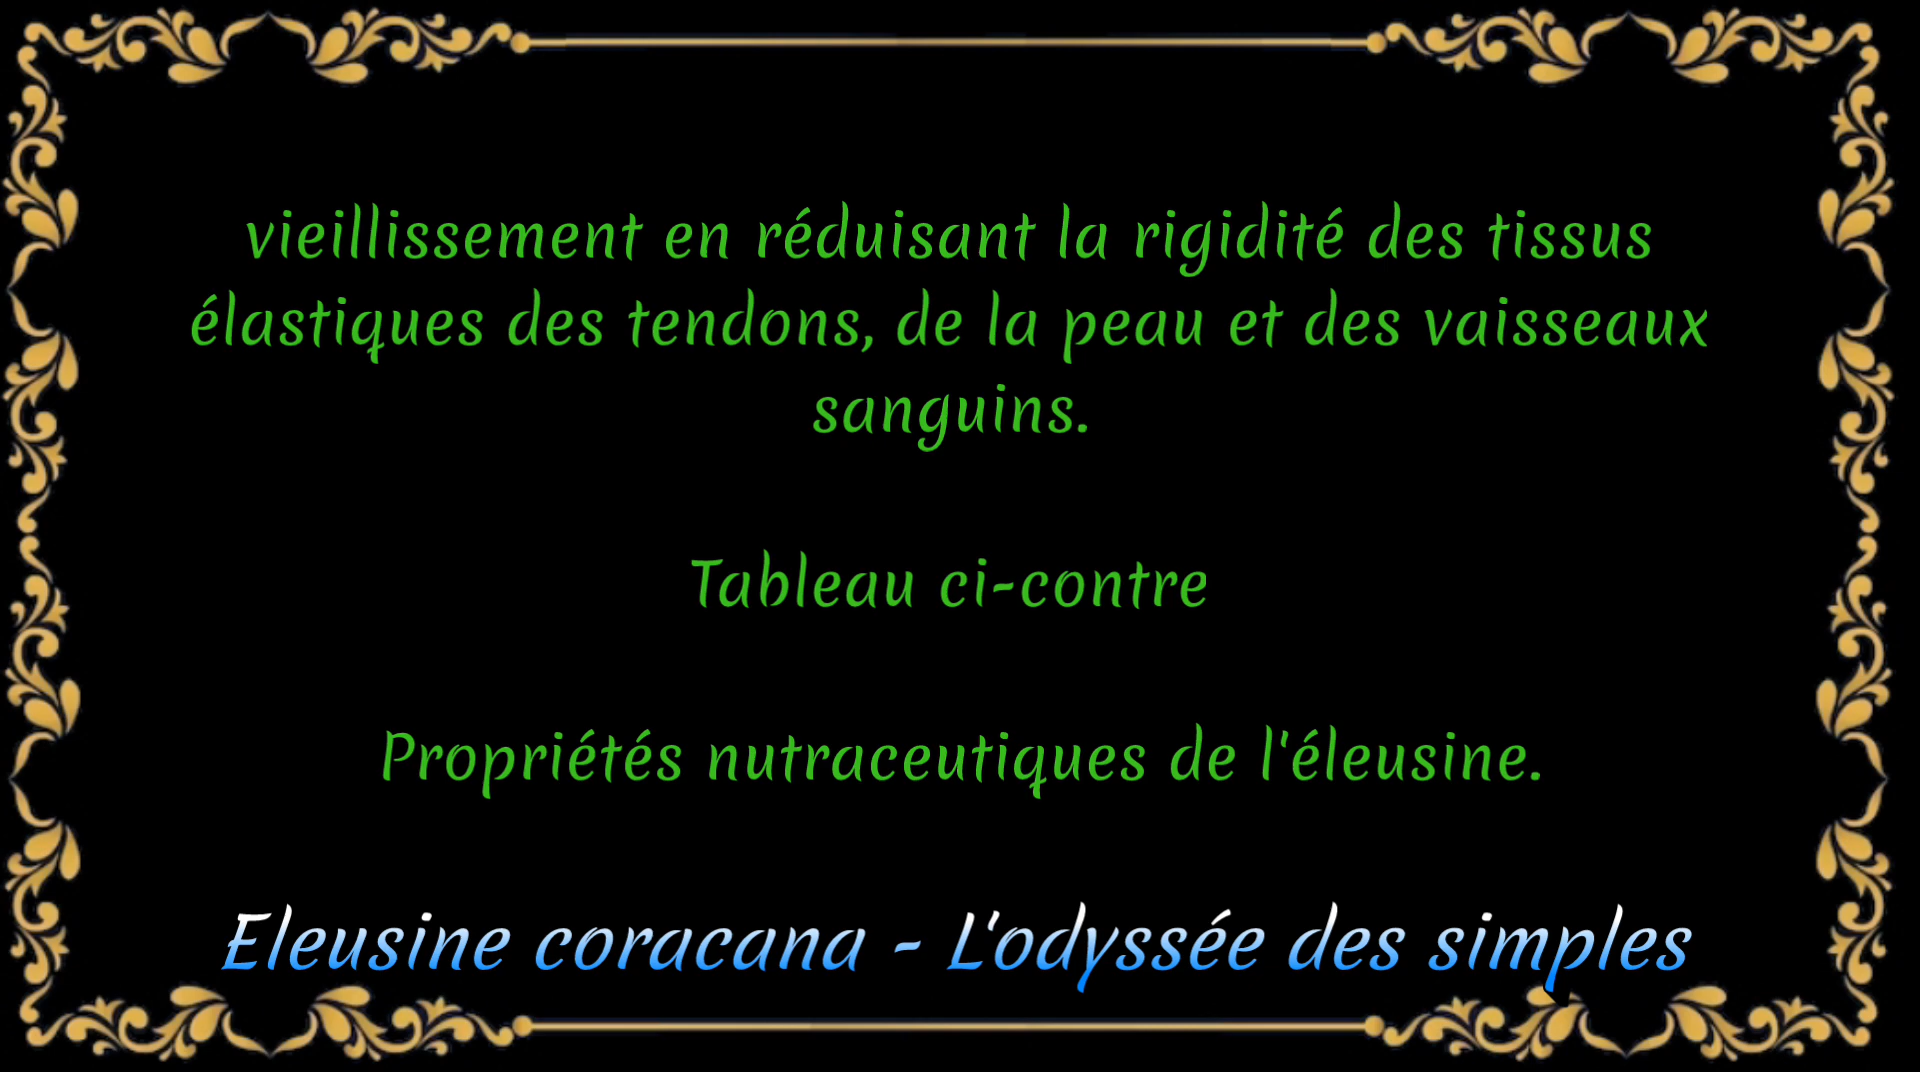 vieillissement en réduisant la rigidité des tissus
élastiques des tendons, de la peau et des vaisseaux
sanguins.
Tableau ci-contre
Propriétés nutraceutiques de l'éleusine.
Eleusine coracana - L'odyssée des simples